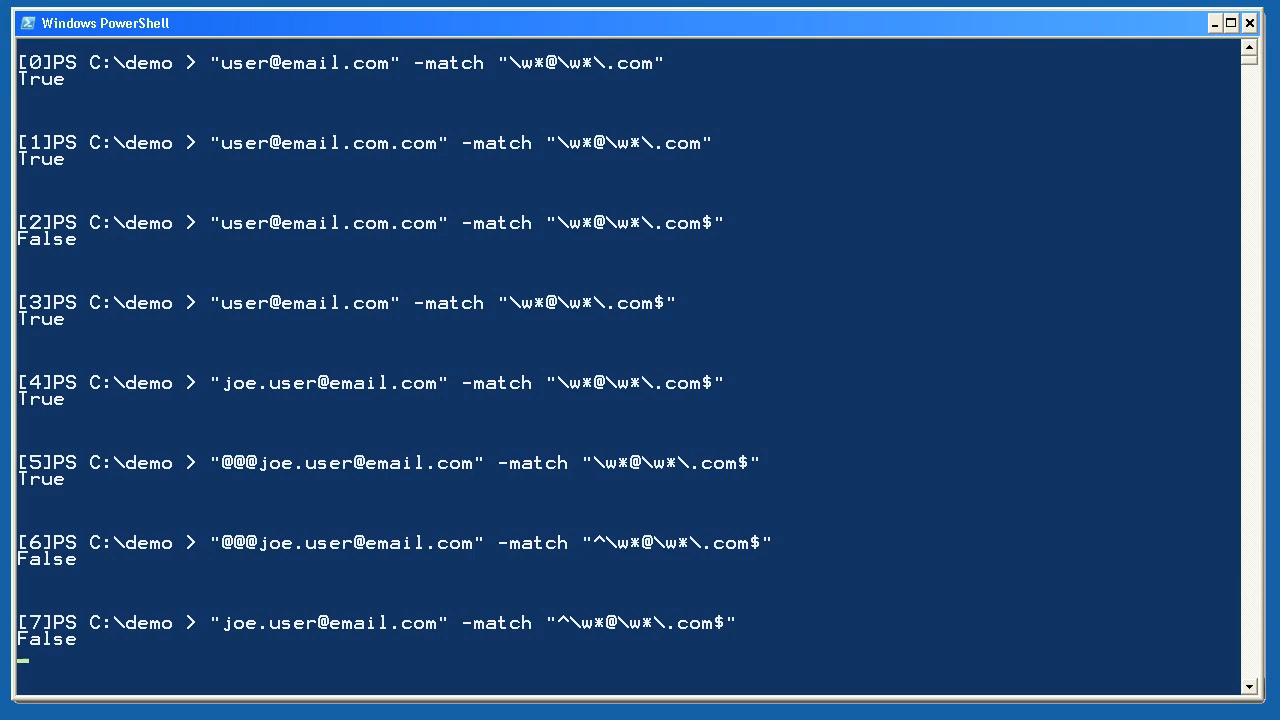 Windows PowerShell
[0]PS C:\demo > "user@email.com" -match "\w*@\w*\.com"
True
[1]PS C:\demo > "user@email.com.com" -match "\w*@\w*\.com"
True
[2]PS C:\demo > "user@email.com.com" -match "\w*@\w*\.com$"
False
[3]PS C:\demo > "user@email.com" -match "\w*@\w*\.com$"
True
[4]PS C:\demo > "joe.user@email.com" -match "\w*@\w*\.com$"
True
[5]PS C:\demo > "@@@joe.user@email.com" -match "\w*@\w*\.com$"
True
[6]PS C:\demo > "@@@joe.user@email.com" -match "^\w*@\w*\.com$"
False
[7]PS C:\demo > "joe.user@email.com" -match "^\w*@\w*\.com$"
False